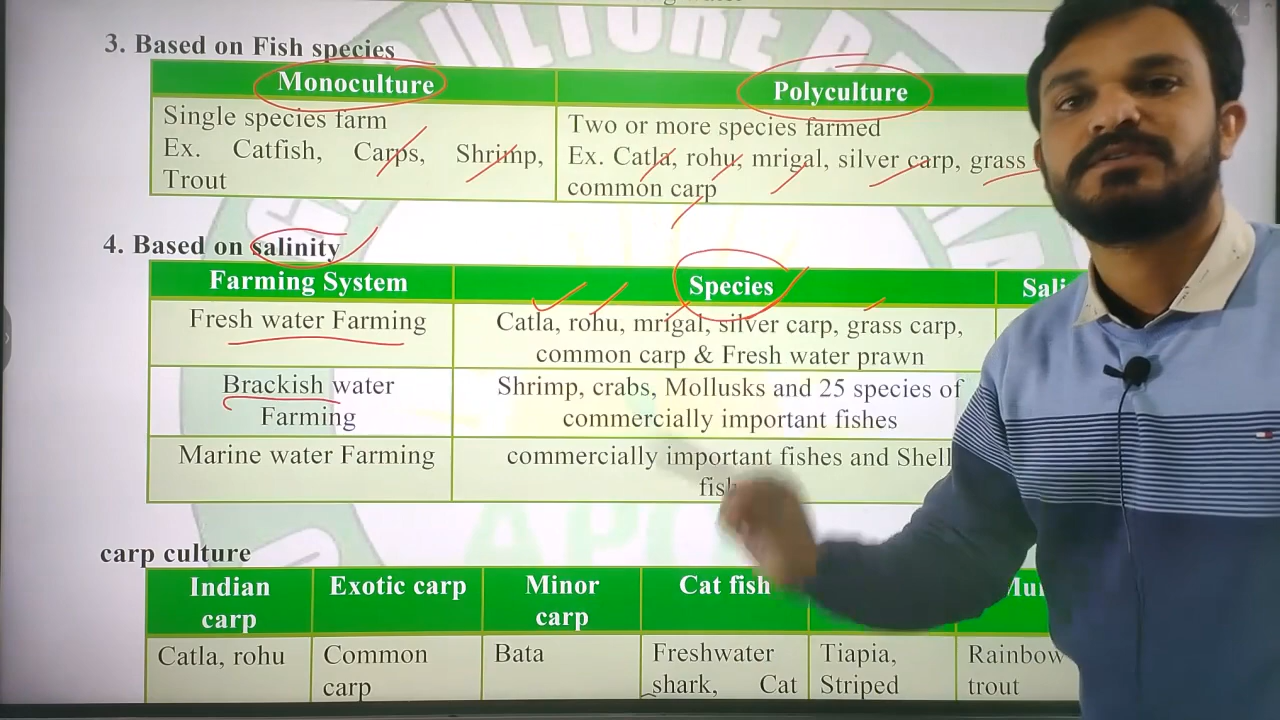 3. Based on Fish species
Monoculture
Polyculture
Single species farm
Ex. Catfish, Carps, Shrimp,
Trout
Two or more species farmed
Ex. Catla, rohu, mrigal, silver carp, grass
common carp
4. Based on salinity
Farming System
Species
Fresh water Farming
Catla, rohu, mrigal, silver carp, grass carp,
common carp & Fresh water prawn
Brackish water
Farming
Shrimp, crabs, Mollusks and 25 species of
commercially important fishes
Marine water Farming
commercially important fishes and Shell
carp culture
Indian
carp
Exotic carp
Minor
carp
Cat fish
Catla, rohu
Common
carp
Bata
Freshwater
shark, Cat
Tiapia,
Striped
Rainbow
trout